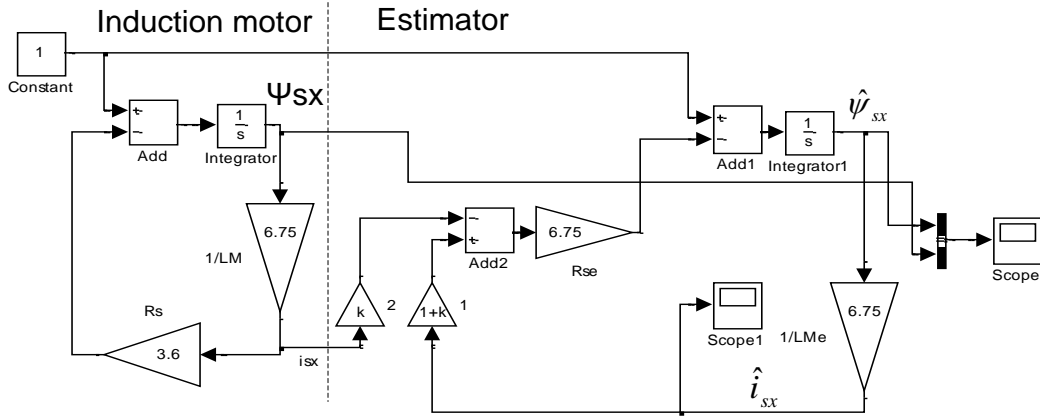 Induction motor
Estimator
1
Constant
+
−
Add
1
s
Integrator
Ψsx
+
−
Add1
1
s
Integrator1
ψ̂sx
6.75
1/LM
−
+
Add2
6.75
Rse
Scope
Rs
3.6
isx
k
2
1+k
1
Scope1
6.75
1/LMe
îsx